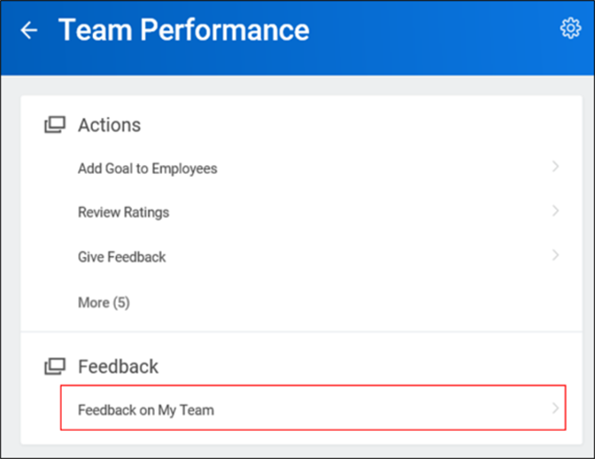 Team Performance
Actions
Add Goal to Employees
Review Ratings
Give Feedback
More (5)
Feedback
Feedback on My Team